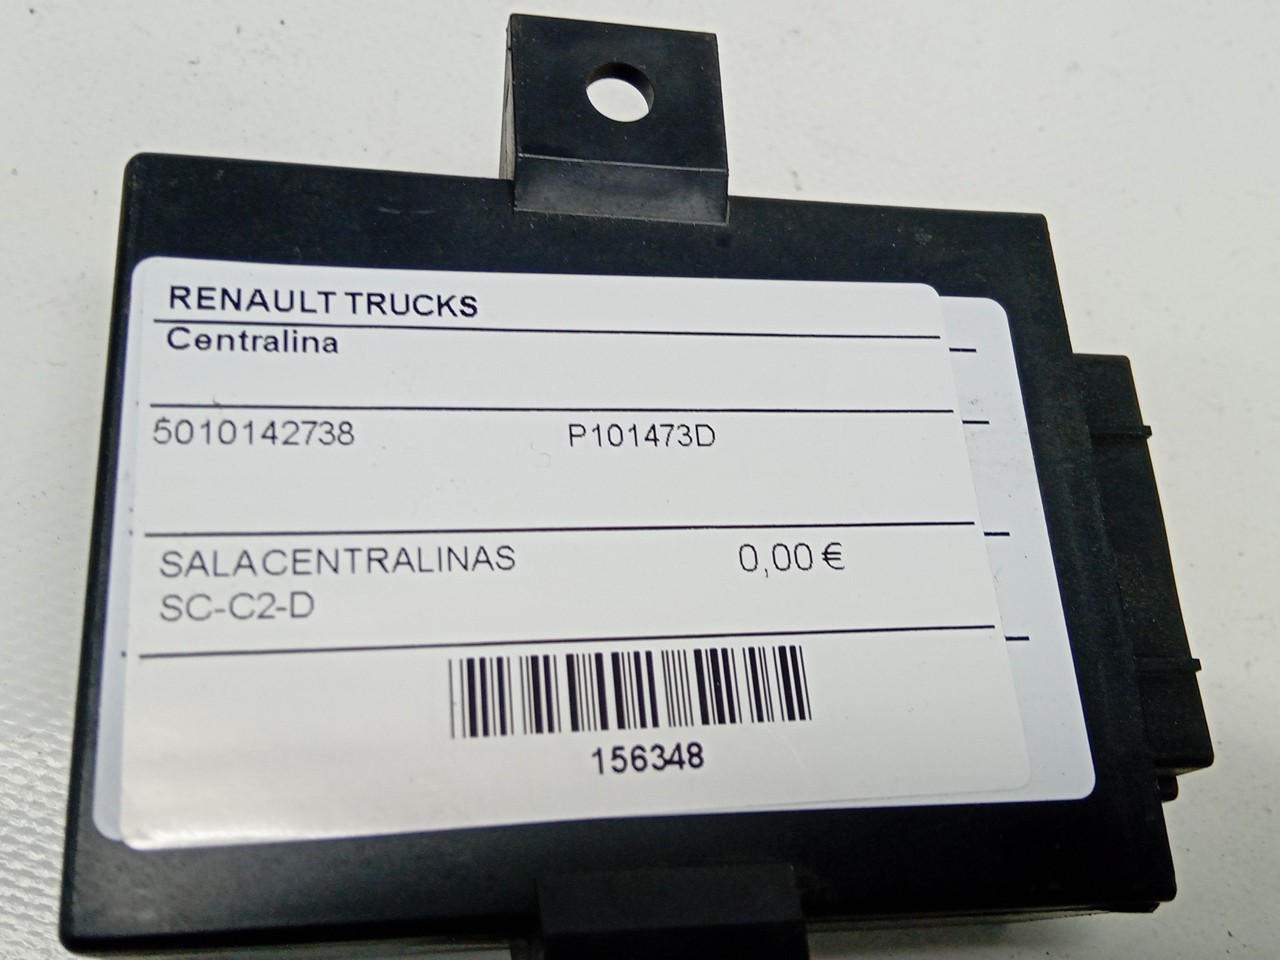 RENAULT TRUCKS
Centralina
5010142738 P101473D
SALACENTRALINAS 0,00 €
SC-C2-D
156348